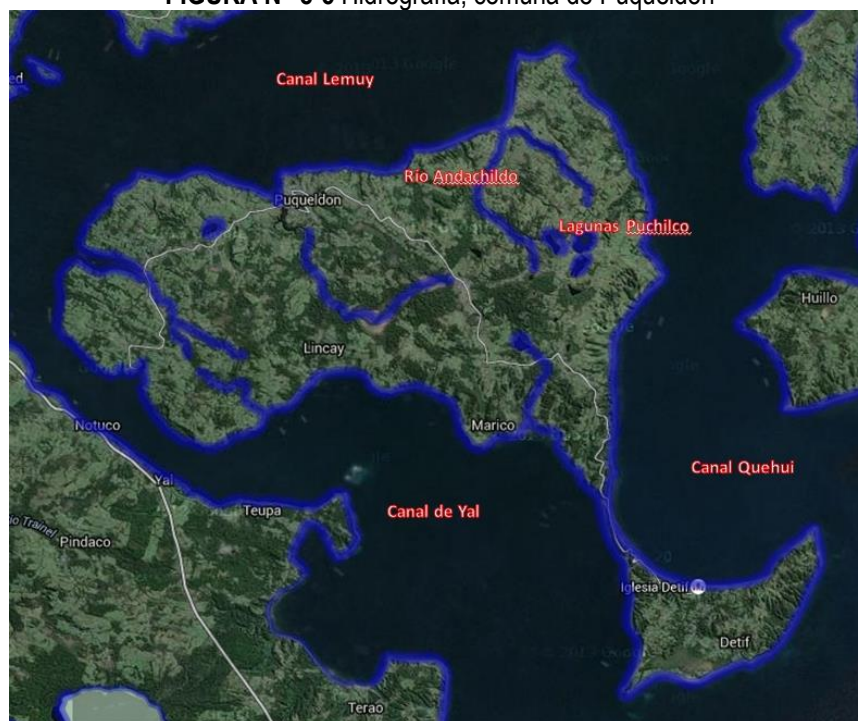 Hidrografía, comuna de Puqueldón
Canal Lemuy
Río Andachildo
Puqueldon
Lagunas Puchilco
Huillo
Lincay
Notuco
Marico
Canal Quehui
Yal
Teupa
Canal de Yal
Pindaco
Iglesia Detif
Detif
Terao